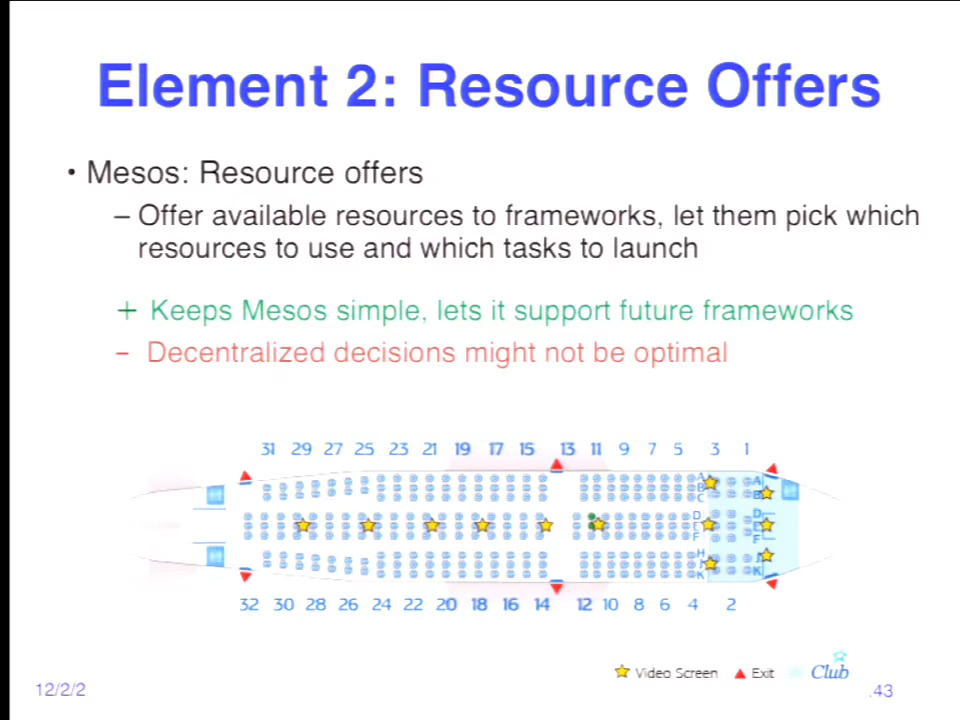 Element 2: Resource Offers
• Mesos: Resource offers
– Offer available resources to frameworks, let them pick which
resources to use and which tasks to launch
+ Keeps Mesos simple, lets it support future frameworks
– Decentralized decisions might not be optimal
31 29 27 25 23 21 19 17 15 13 11 9 7 5 3 1
A A
B B
C
D D
E E
F F
H
J J
K K
32 30 28 26 24 22 20 18 16 14 12 10 8 6 4 2
Video Screen Exit Club
12/2/2 .43